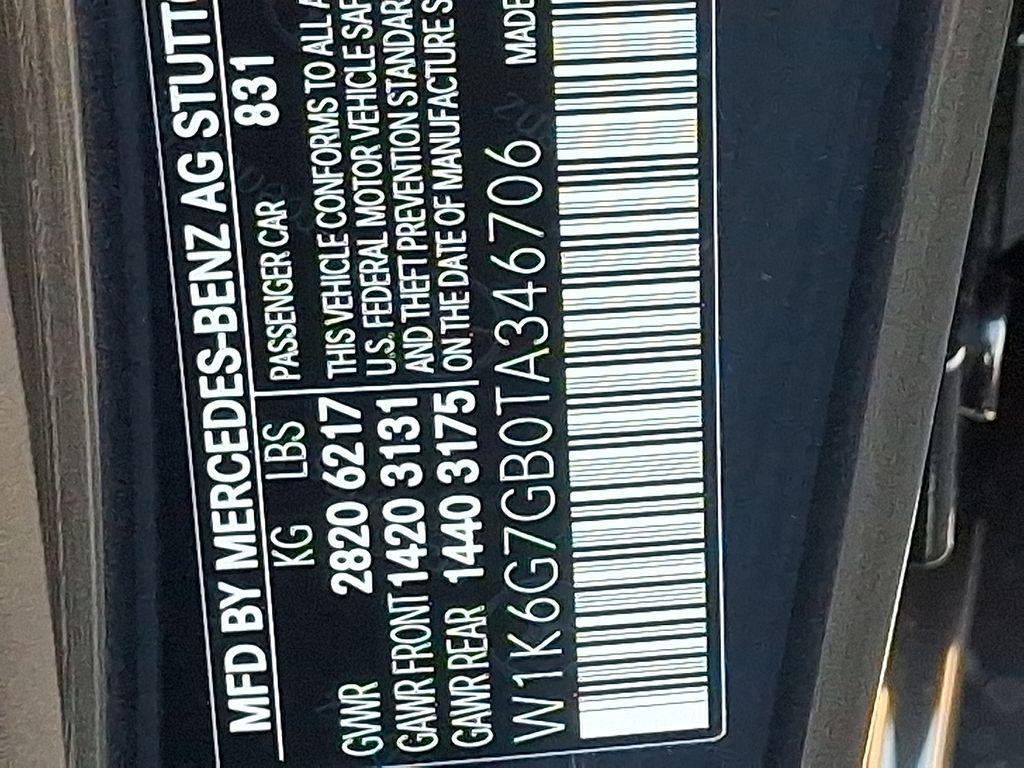 MFD BY MERCEDES-BENZ AG STUTT
KG LBS PASSENGER CAR 831
GVWR 2820 6217 THIS VEHICLE CONFORMS TO ALL
GAWR FRONT 1420 3131 U.S. FEDERAL MOTOR VEHICLE SAF
GAWR REAR 1440 3175 AND THEFT PREVENTION STANDAR
ON THE DATE OF MANUFACTURE S
W1K6G7GB0TA346706 MADE